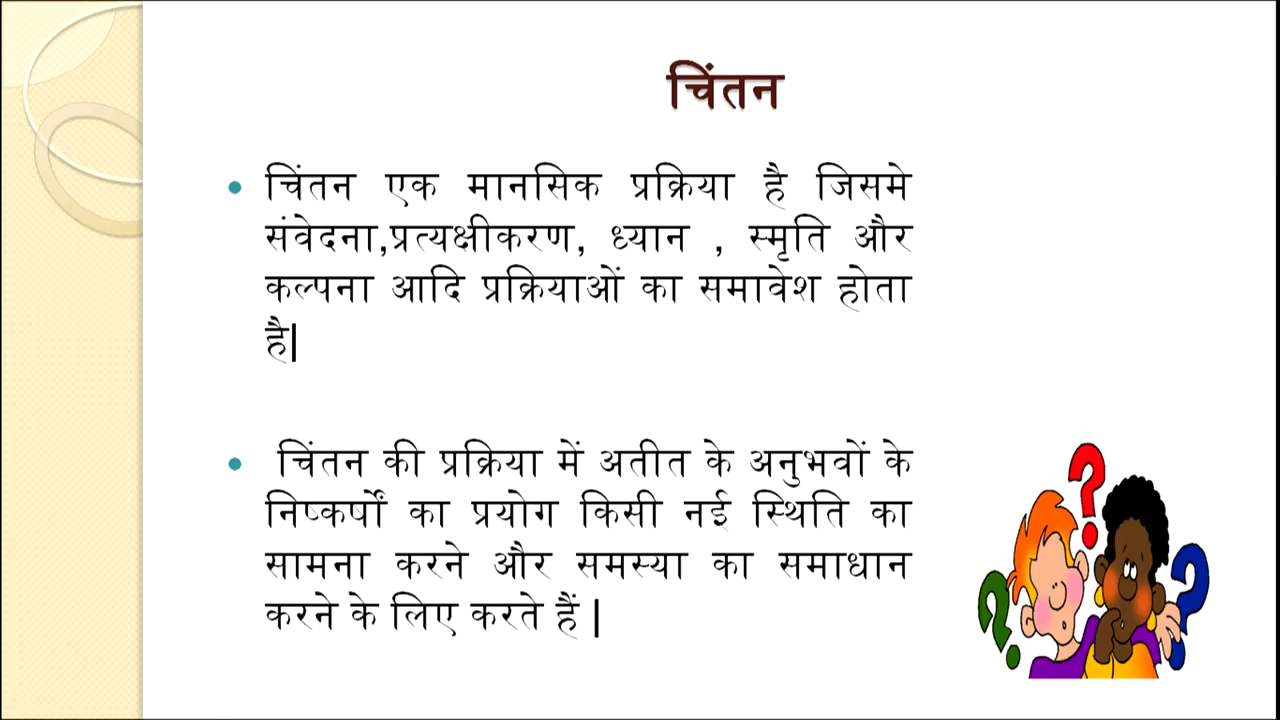 चिंतन
• चिंतन एक मानसिक प्रक्रिया है जिसमे
संवेदना,प्रत्यक्षीकरण, ध्यान , स्मृति और
कल्पना आदि प्रक्रियाओं का समावेश होता
है|
• चिंतन की प्रक्रिया में अतीत के अनुभवों के
निष्कर्षों का प्रयोग किसी नई स्थिति का
सामना करने और समस्या का समाधान
करने के लिए करते हैं |